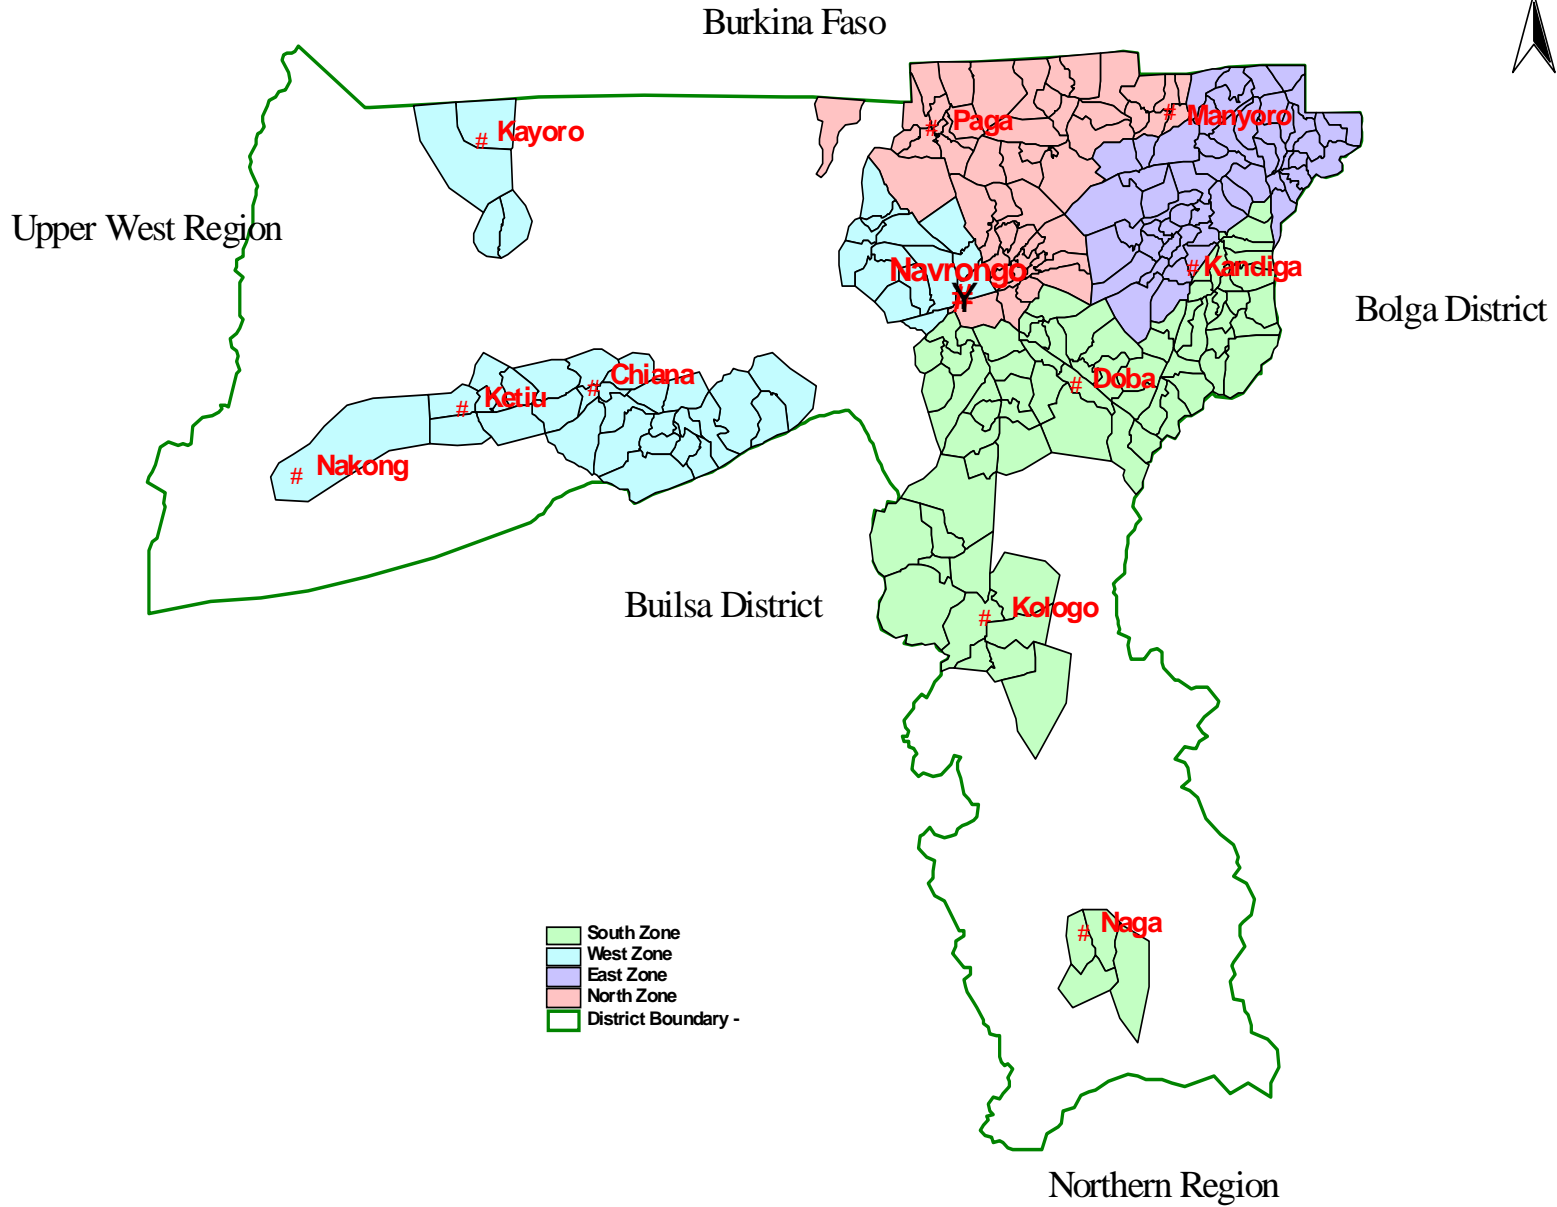 Burkina Faso
Paga
Manyoro
Kayoro
Upper West Region
Navrongo
Kandiga
Bolga District
Chiana
Doba
Ketiu
Nakong
Builsa District
Kologo
Naga
South Zone
West Zone
East Zone
North Zone
District Boundary -
Northern Region